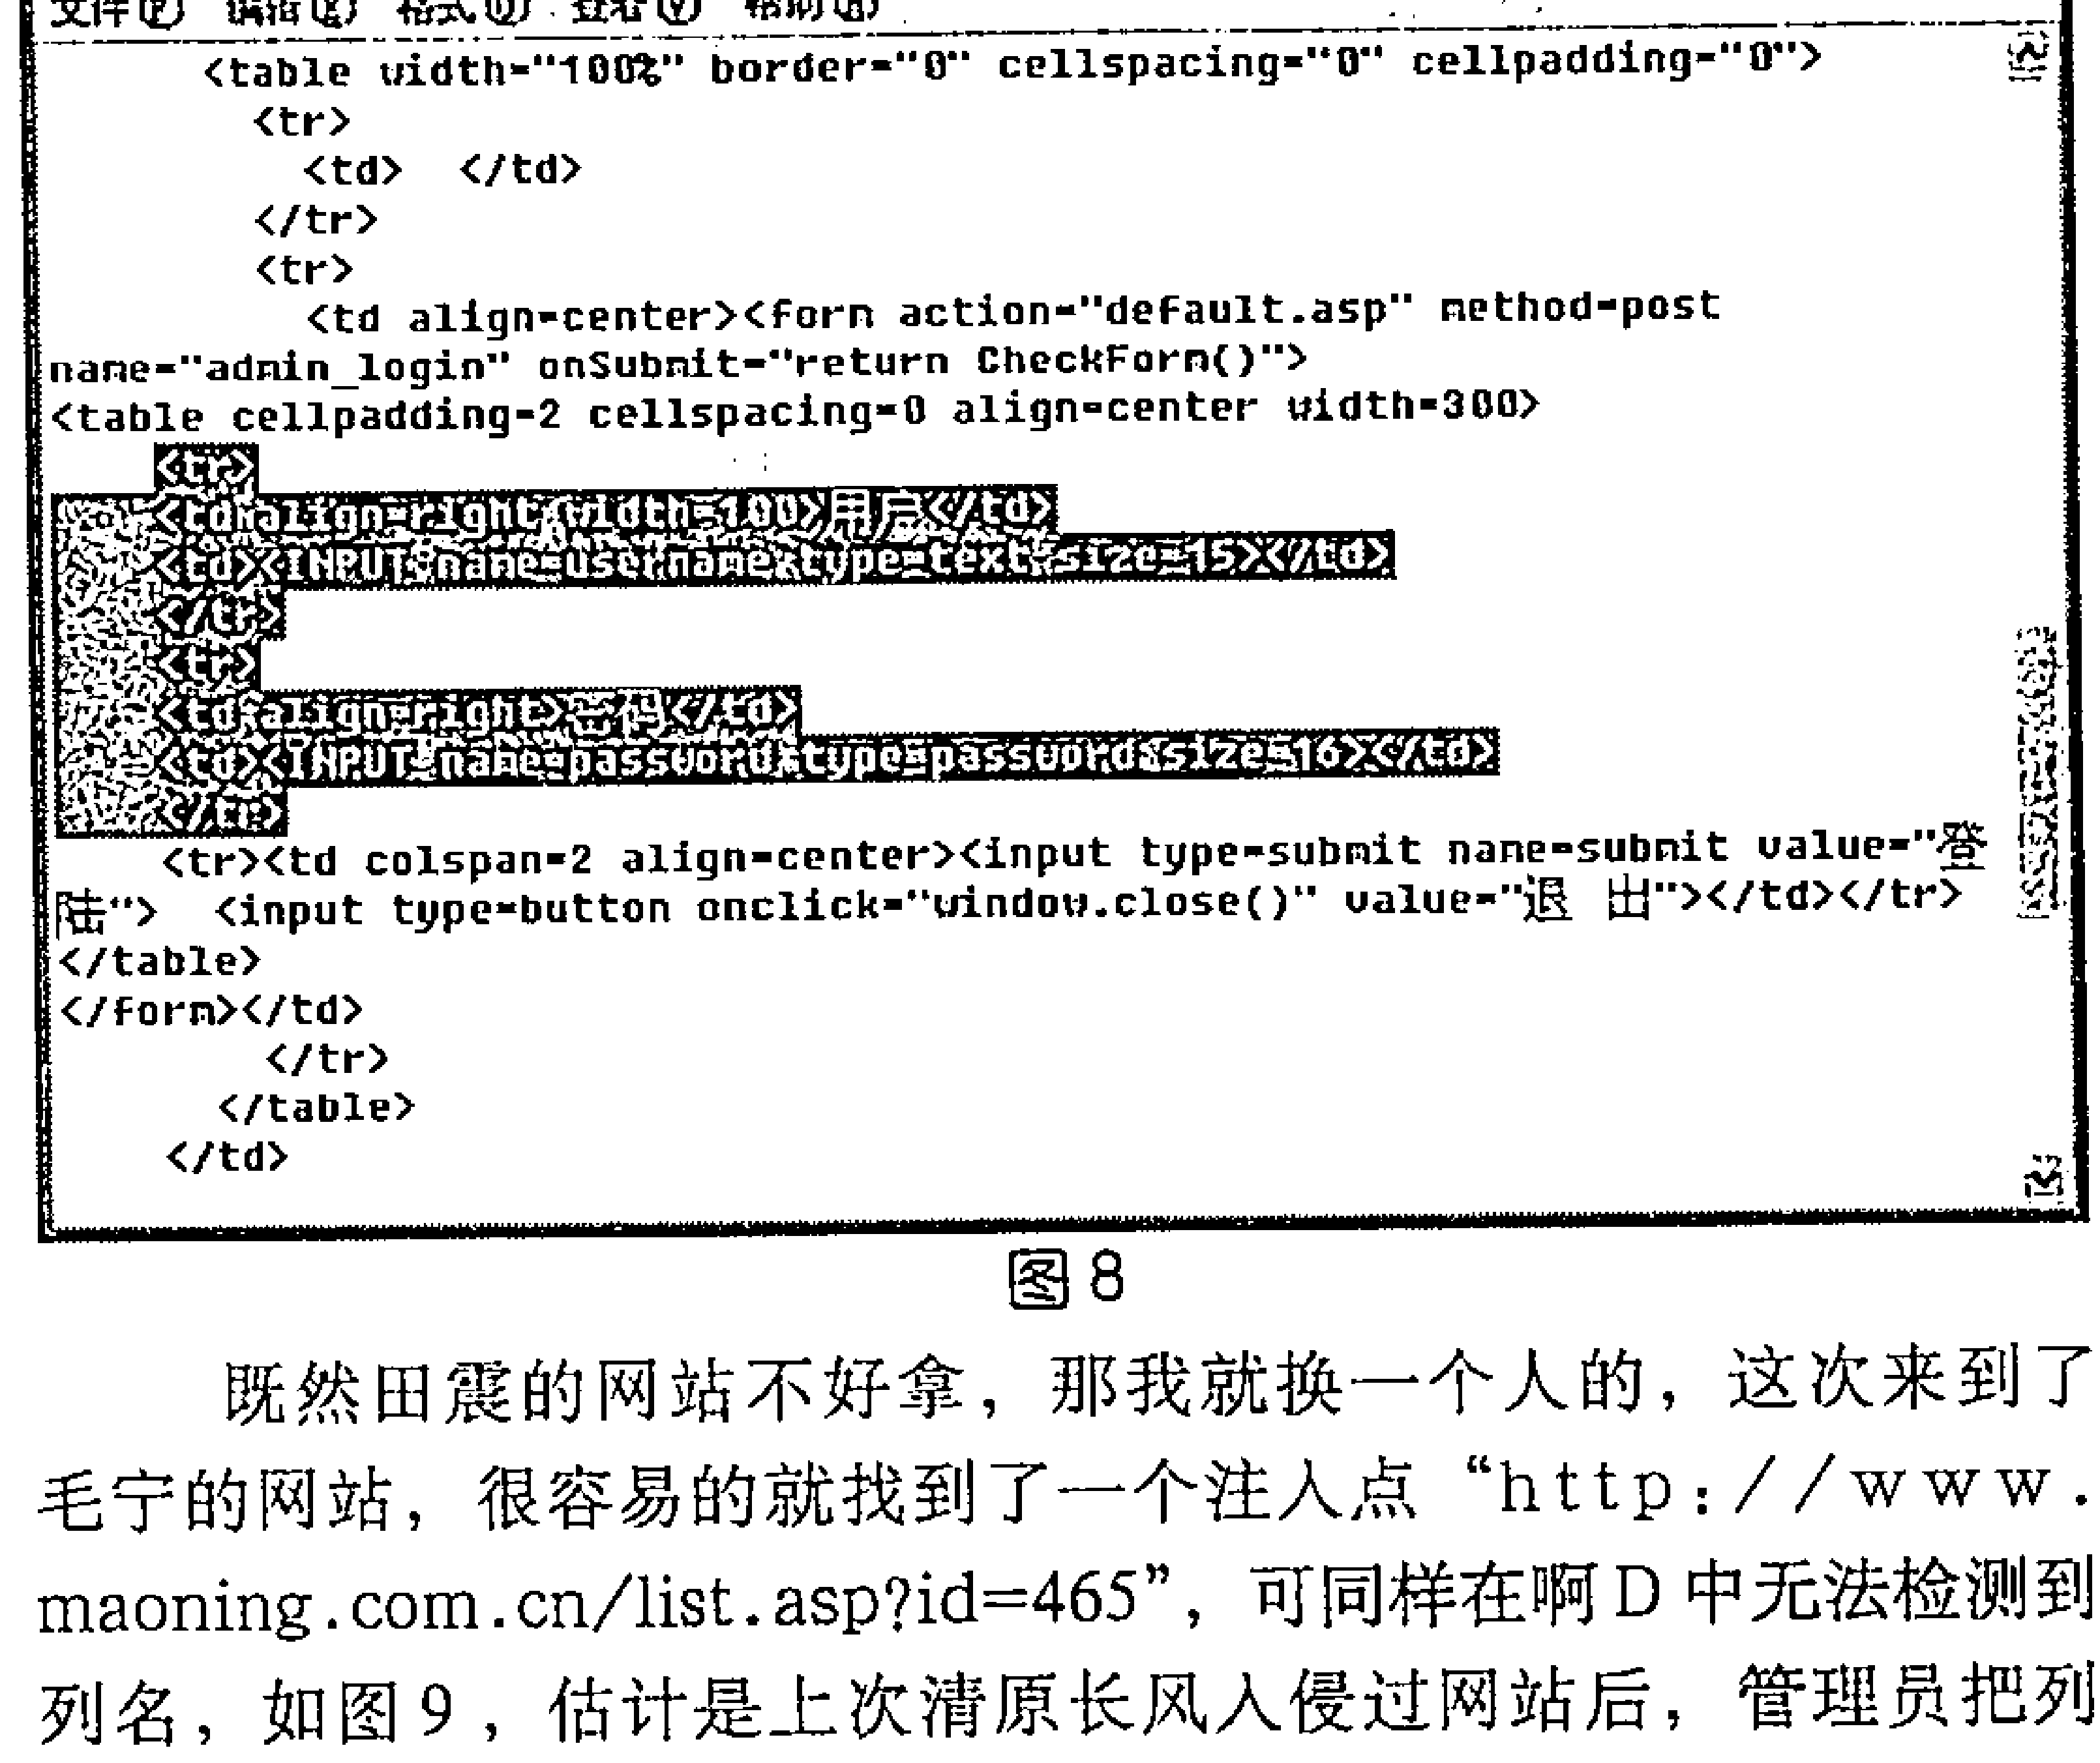 文件(F) 编辑(E) 格式(O) 查看(V) 帮助(H)
<table width="100%" border="0" cellspacing="0" cellpadding="0">
<tr>
<td>  </td>
</tr>
<tr>
<td align=center><form action="default.asp" method=post
name="admin_login" onSubmit="return CheckForm()">
<table cellpadding=2 cellspacing=0 align=center width=300>
<tr>
<td align=right width=100>用户</td>
<td><INPUT name=username type=text size=15></td>
</tr>
<tr>
<td align=right>密码</td>
<td><INPUT name=password type=password size=16></td>
</tr>
<tr><td colspan=2 align=center><input type=submit name=submit value="登
陆">  <input type=button onclick="window.close()" value="退 出"></td></tr>
</table>
</form></td>
</tr>
</table>
</td>
图8
既然田震的网站不好拿，那我就换一个人的，这次来到了
毛宁的网站，很容易的就找到了一个注入点“http://www.
maoning.com.cn/list.asp?id=465”，可同样在啊D中无法检测到
列名，如图9，估计是上次清原长风入侵过网站后，管理员把列